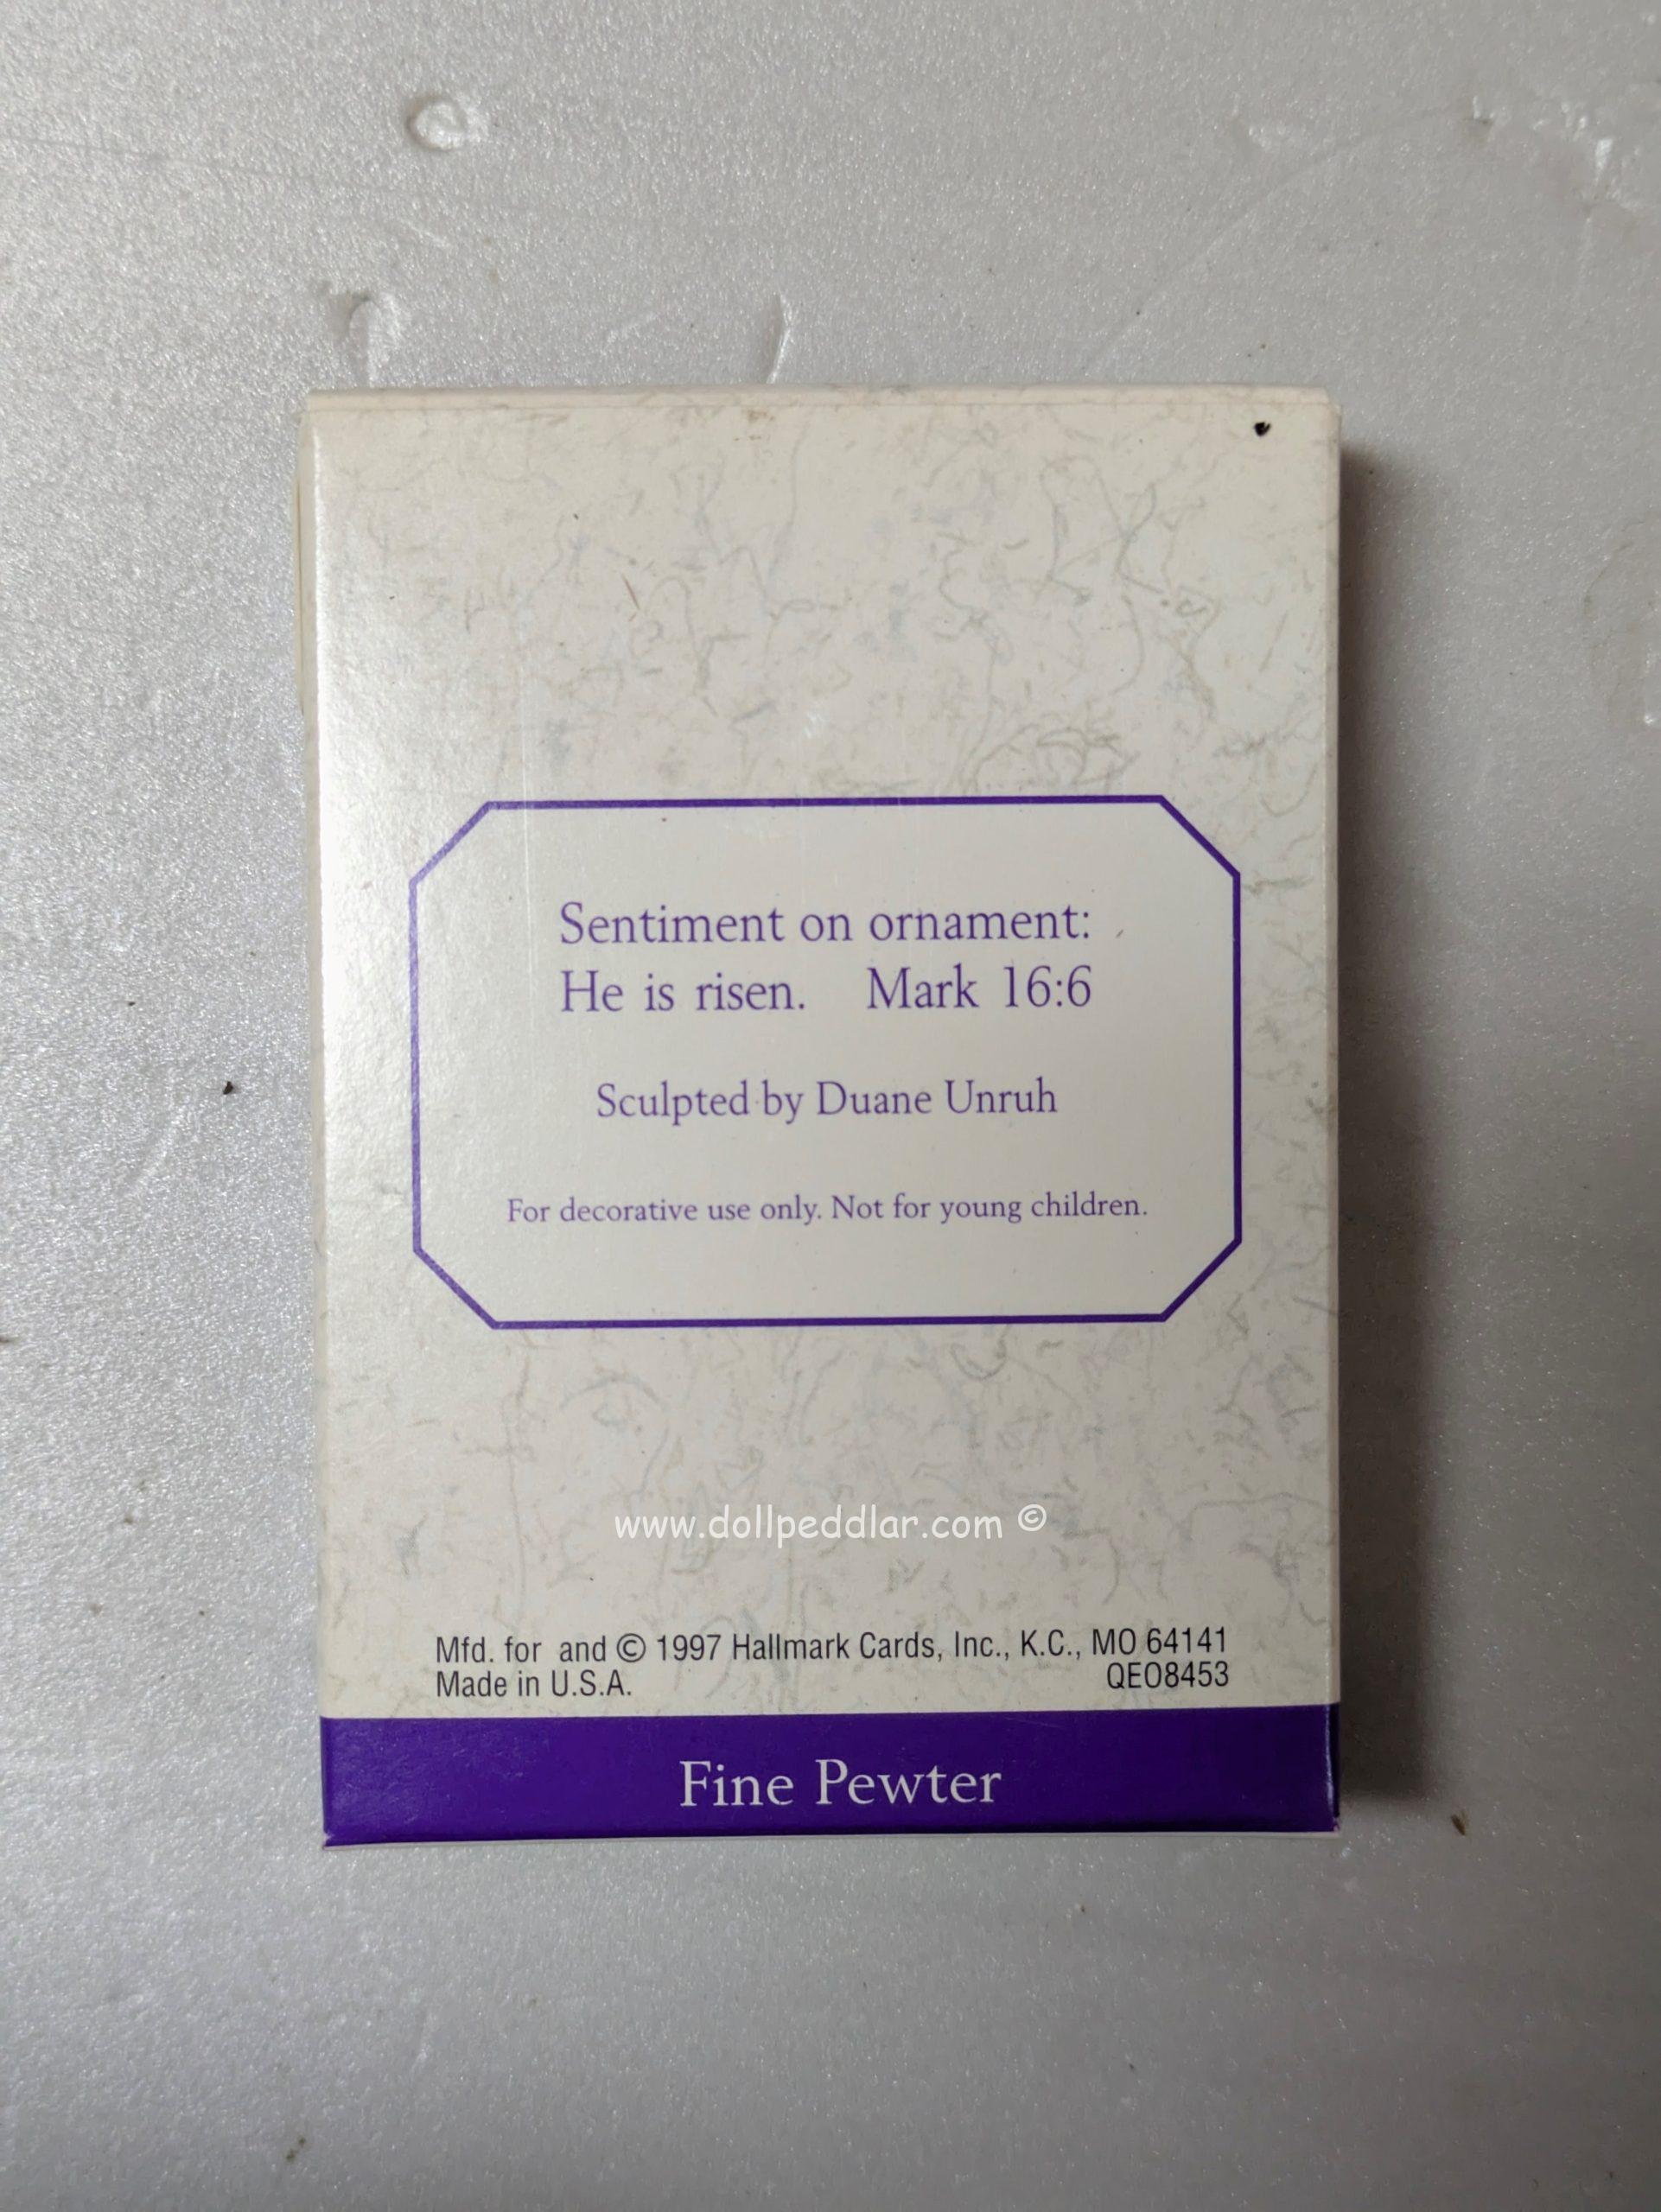 Sentiment on ornament:
He is risen. Mark 16:6
Sculpted by Duane Unruh
For decorative use only. Not for young children.
www.dollpeddlar.com ©
Mfd. for and © 1997 Hallmark Cards, Inc., K.C., MO 64141
Made in U.S.A. QEO8453
Fine Pewter